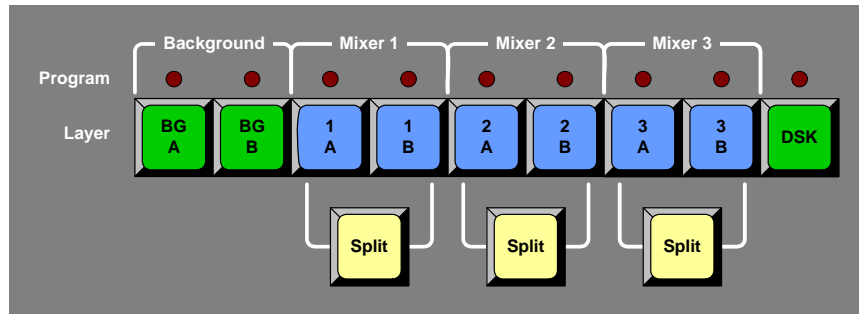 Background Mixer 1 Mixer 2 Mixer 3
Program
Layer
BG A
BG B
1 A
1 B
2 A
2 B
3 A
3 B
DSK
Split Split Split